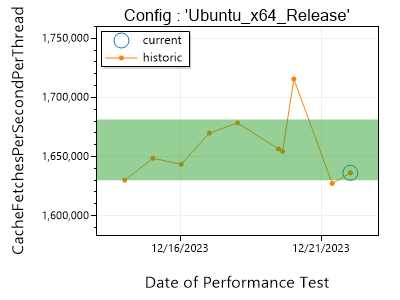 Config : 'Ubuntu_x64_Release'
CacheFetchesPerSecondPerThread
1,750,000
1,700,000
1,650,000
1,600,000
current
historic
12/16/2023
12/21/2023
Date of Performance Test